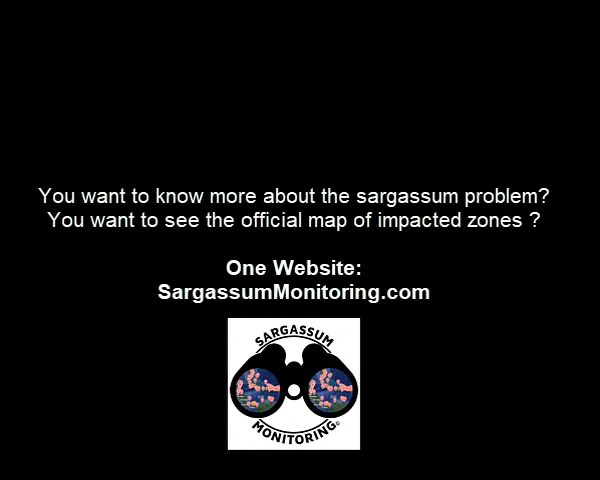 You want to know more about the sargassum problem?
You want to see the official map of impacted zones ?
One Website:
SargassumMonitoring.com
SARGASSUM
MONITORING©